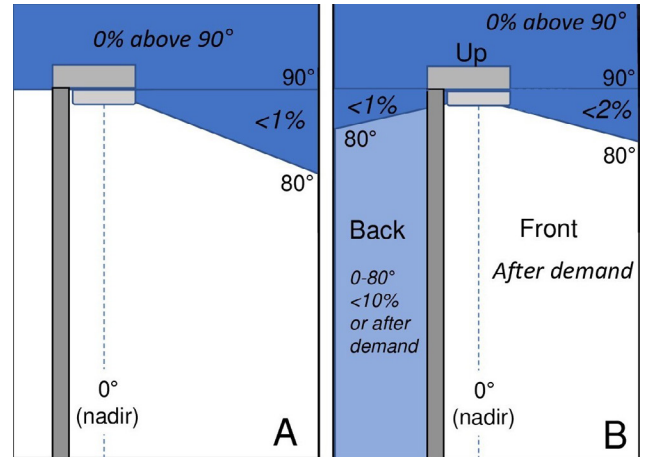 0% above 90°
90°
<1%
80°
0°
(nadir)
A
0% above 90°
Up
90°
<1%
<2%
80°
80°
Back
Front
After demand
0-80°
<10%
or after
demand
0°
(nadir)
B